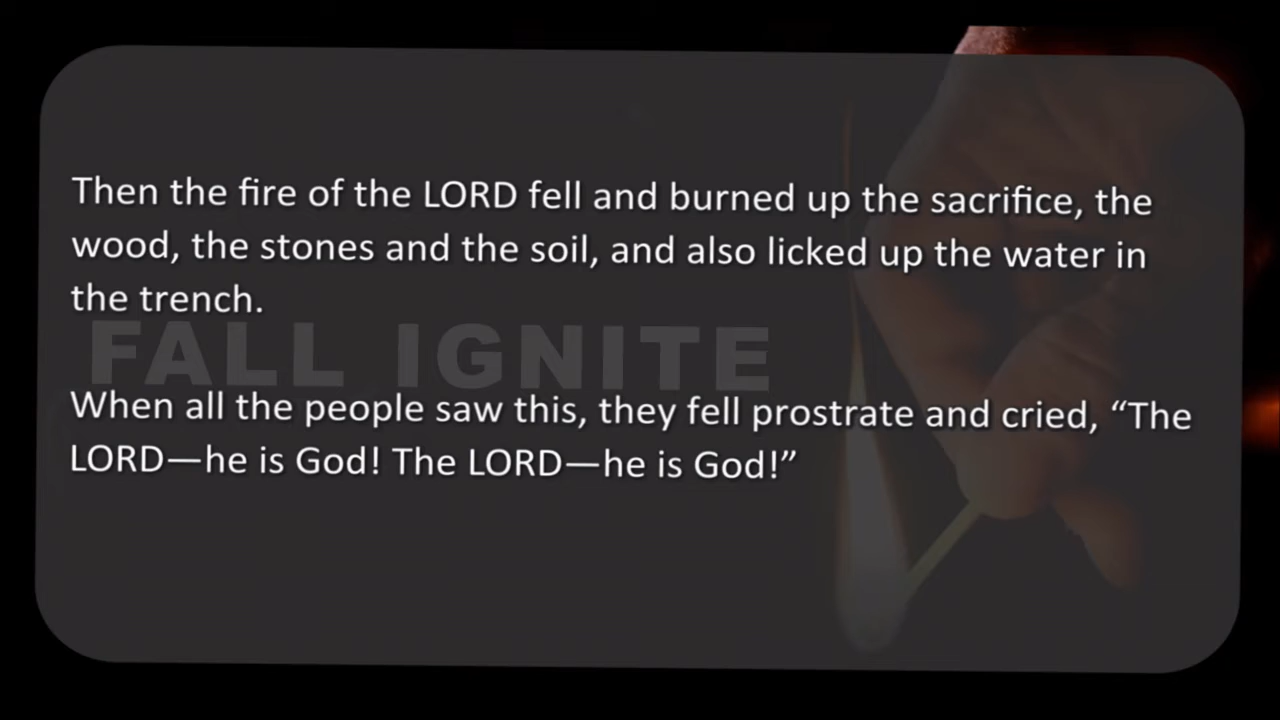 Then the fire of the LORD fell and burned up the sacrifice, the
wood, the stones and the soil, and also licked up the water in
the trench.
FALL IGNITE
When all the people saw this, they fell prostrate and cried, “The
LORD—he is God! The LORD—he is God!”